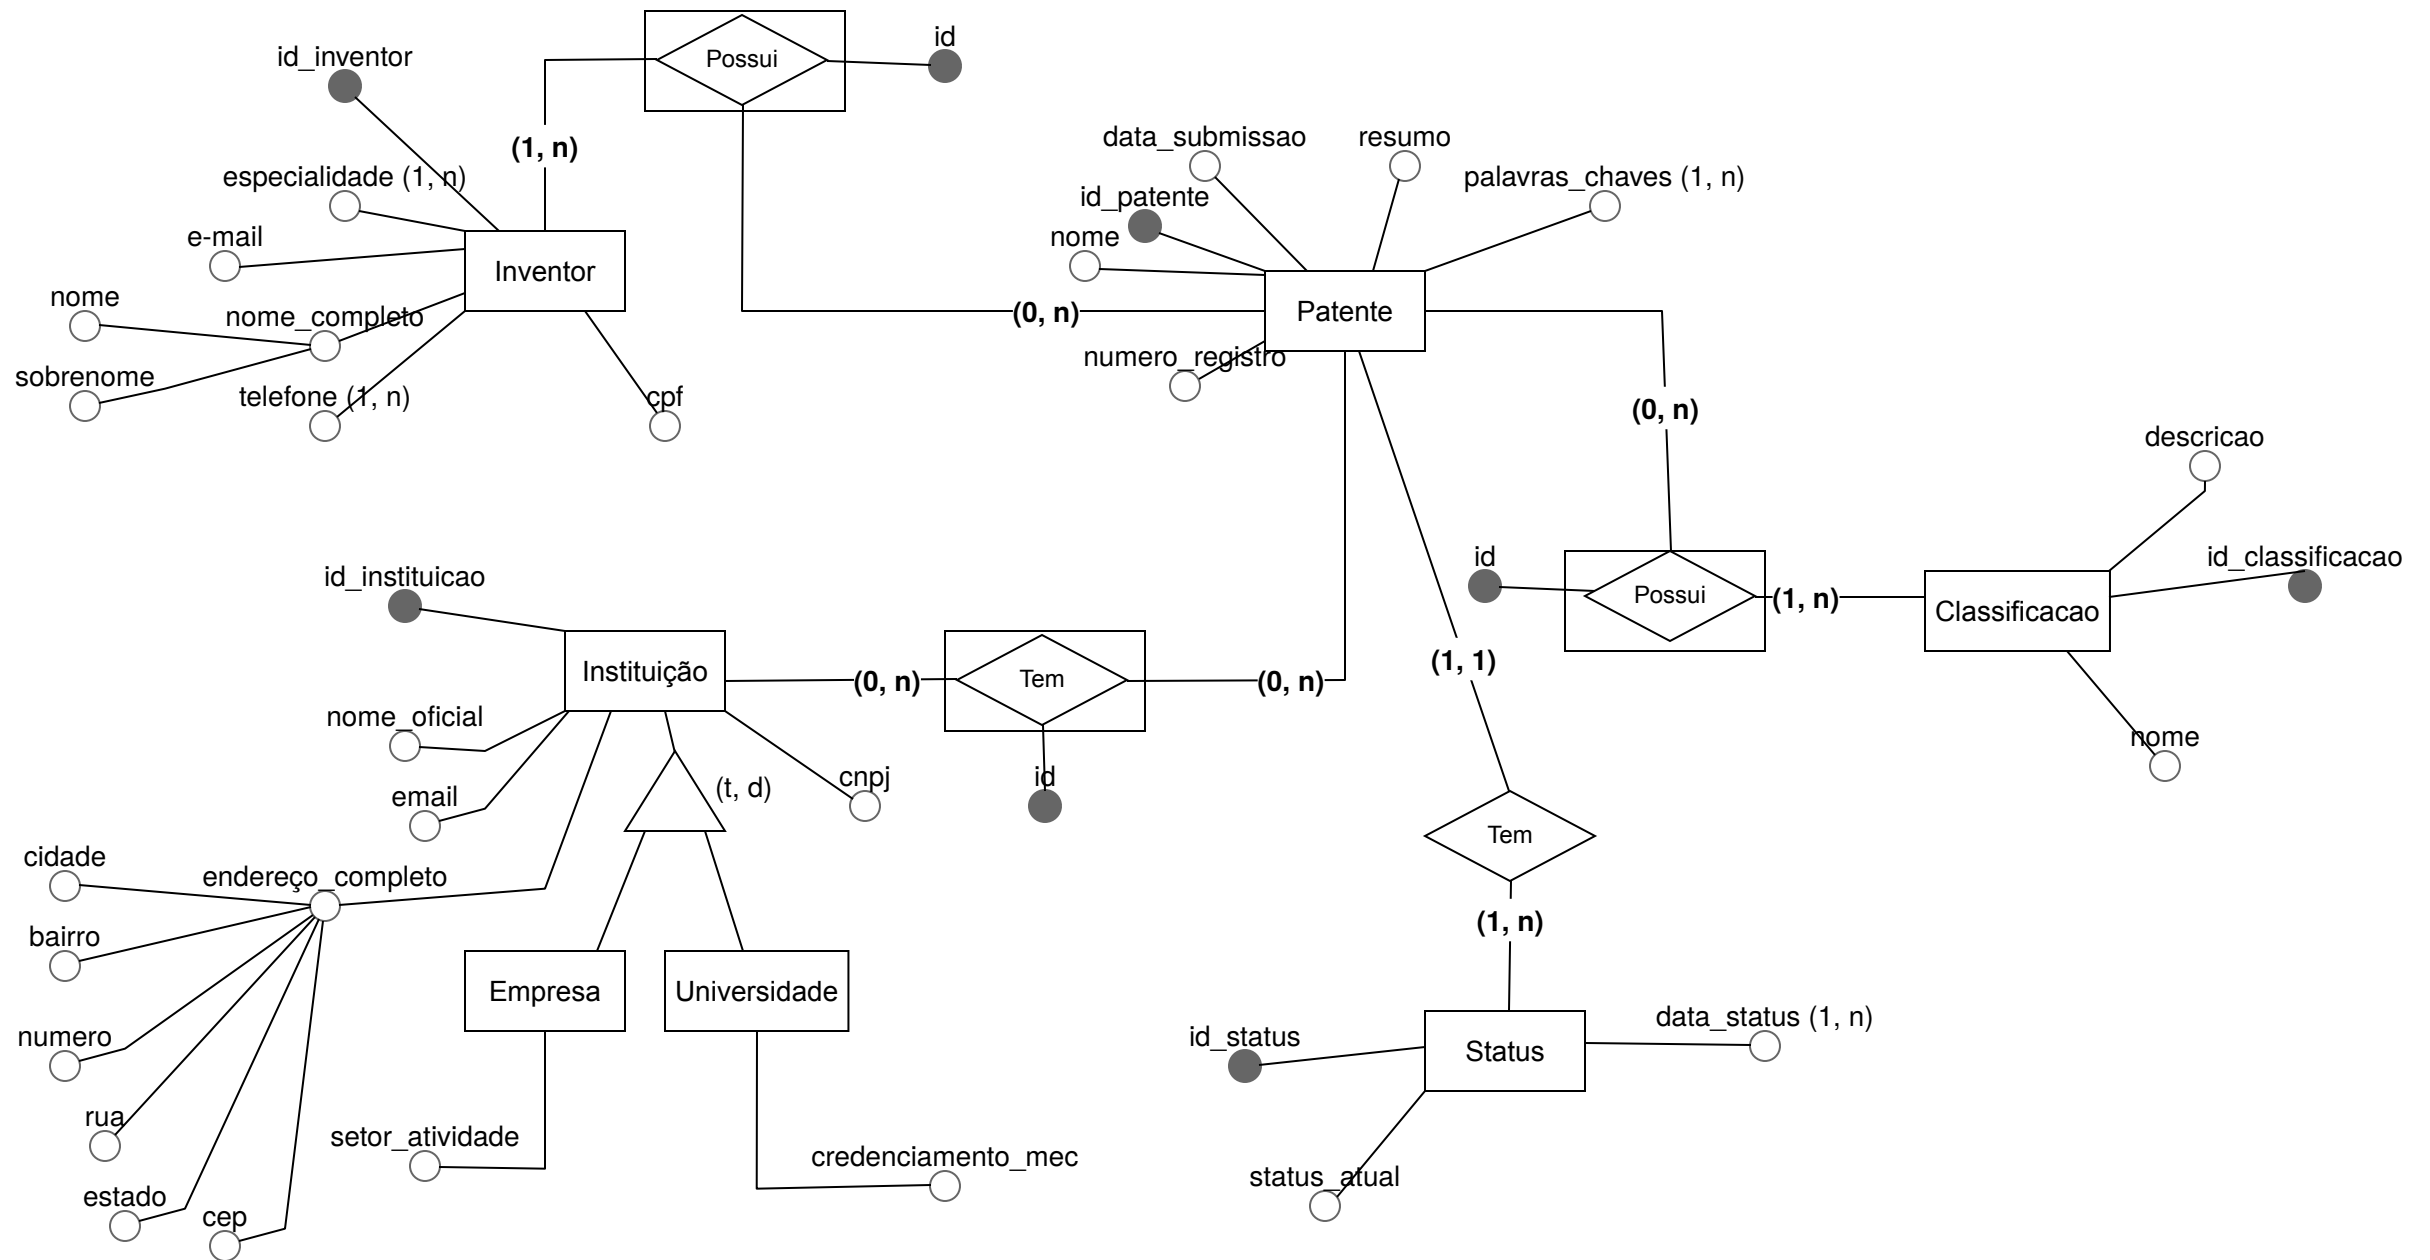 Possui
id
id_inventor
(1, n)
data_submissao
resumo
especialidade (1, n)
palavras_chaves (1, n)
id_patente
e-mail
nome
Inventor
nome
nome_completo
(0, n)
Patente
numero_registro
sobrenome
telefone (1, n)
cpf
(0, n)
descricao
id_instituicao
id
id_classificacao
Possui
(1, n)
Classificacao
Instituição
(0, n)
Tem
(0, n)
(1, 1)
nome_oficial
nome
cnpj
id
(t, d)
email
Tem
cidade
endereço_completo
(1, n)
bairro
Empresa
Universidade
data_status (1, n)
numero
id_status
Status
rua
setor_atividade
credenciamento_mec
status_atual
estado
cep